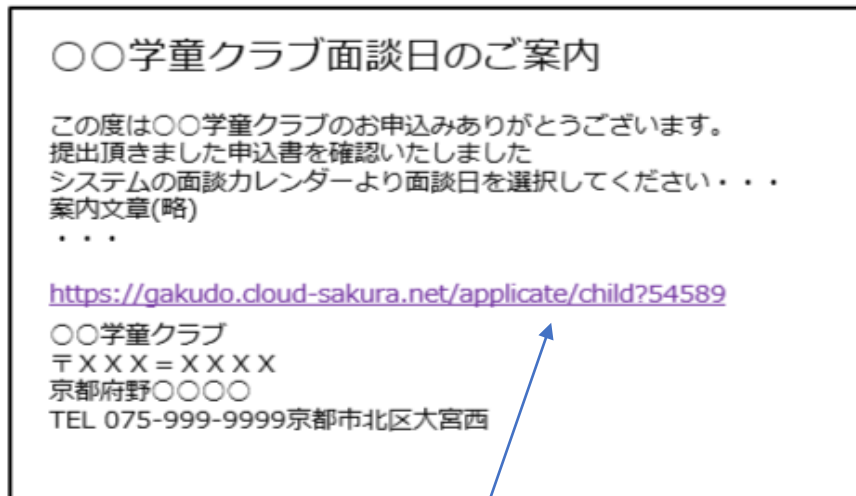 ○○学童クラブ面談日のご案内
この度は○○学童クラブのお申込みありがとうございます。
提出頂きました申込書を確認いたしました
システムの面談カレンダーより面談日を選択してください・・・
案内文章(略)
・・・
https://gakudo.cloud-sakura.net/applicate/child?54589
○○学童クラブ
〒XXX=XXXX
京都府野○○○○
TEL 075-999-9999京都市北区大宮西